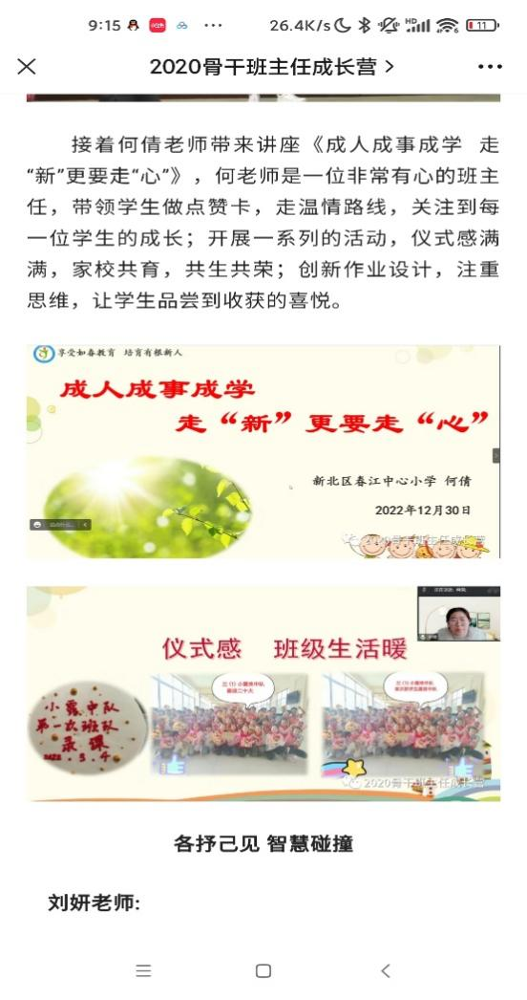 9:15
26.4K/s
HD
11
2020骨干班主任成长营
接着何倩老师带来讲座《成人成事成学 走
“新”更要走“心”》，何老师是一位非常有心的班主
任，带领学生做点赞卡，走温情路线，关注到每
一位学生的成长；开展一系列的活动，仪式感满
满，家校共育，共生共荣；创新作业设计，注重
思维，让学生品尝到收获的喜悦。
享受如春教育 培育有根新人
成人成事成学
走“新”更要走“心”
新北区春江中心小学 何倩
2022年12月30日
2020骨干班主任成长营
仪式感 班级生活暖
小露中队
第一次班队
录课
2022.3.4
2020骨干班主任成长营
各抒己见 智慧碰撞
刘妍老师: